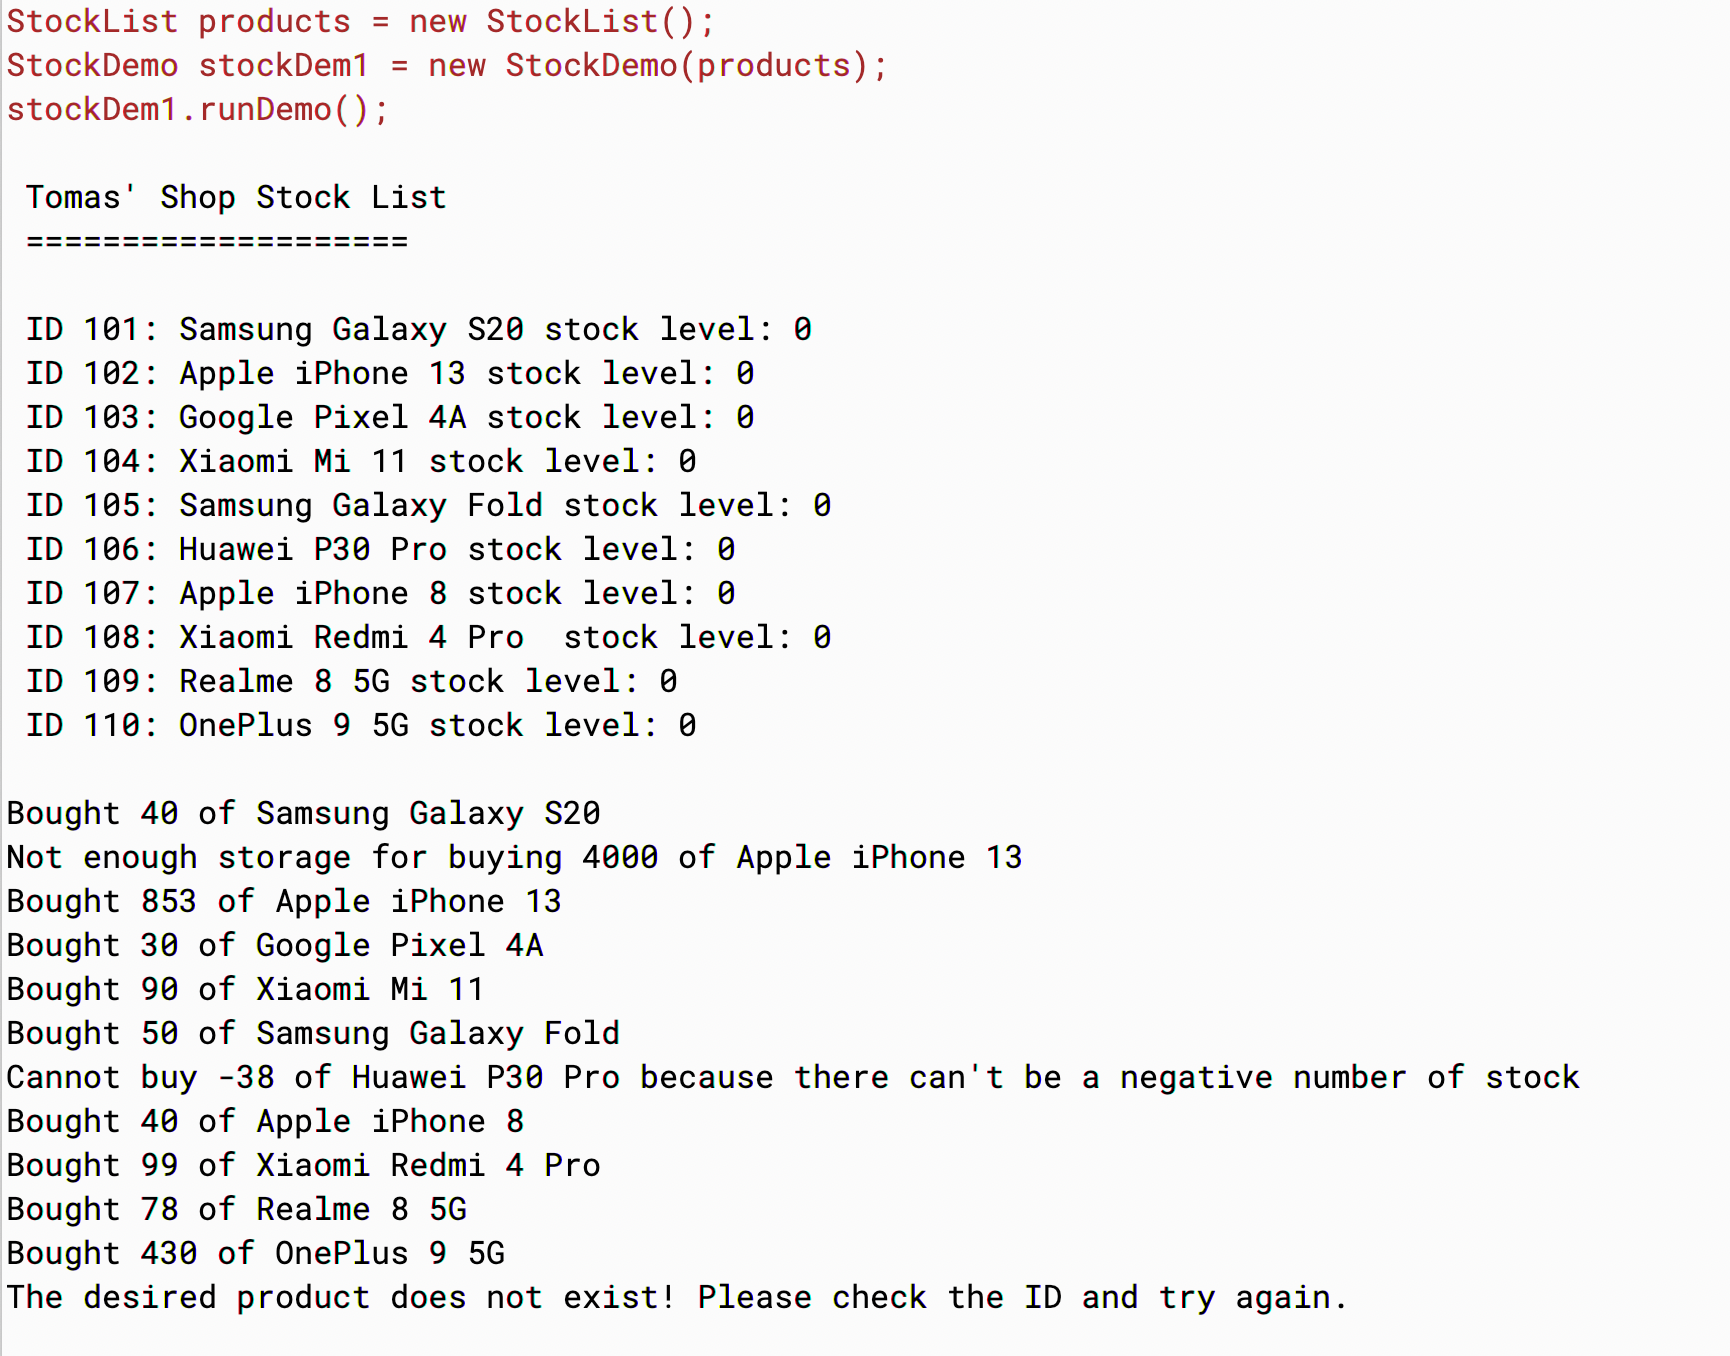 StockList products = new StockList();
StockDemo stockDem1 = new StockDemo(products);
stockDem1.runDemo();
Tomas' Shop Stock List
====================
ID 101: Samsung Galaxy S20 stock level: 0
ID 102: Apple iPhone 13 stock level: 0
ID 103: Google Pixel 4A stock level: 0
ID 104: Xiaomi Mi 11 stock level: 0
ID 105: Samsung Galaxy Fold stock level: 0
ID 106: Huawei P30 Pro stock level: 0
ID 107: Apple iPhone 8 stock level: 0
ID 108: Xiaomi Redmi 4 Pro  stock level: 0
ID 109: Realme 8 5G stock level: 0
ID 110: OnePlus 9 5G stock level: 0
Bought 40 of Samsung Galaxy S20
Not enough storage for buying 4000 of Apple iPhone 13
Bought 853 of Apple iPhone 13
Bought 30 of Google Pixel 4A
Bought 90 of Xiaomi Mi 11
Bought 50 of Samsung Galaxy Fold
Cannot buy -38 of Huawei P30 Pro because there can't be a negative number of stock
Bought 40 of Apple iPhone 8
Bought 99 of Xiaomi Redmi 4 Pro
Bought 78 of Realme 8 5G
Bought 430 of OnePlus 9 5G
The desired product does not exist! Please check the ID and try again.